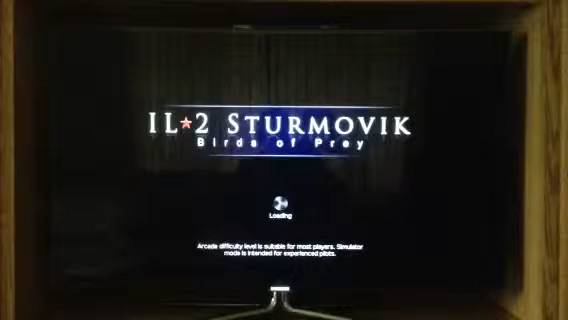 IL★2 STURMOVIK
Birds of Prey
Loading
Arcade difficulty level is suitable for most players. Simulator
mode is intended for experienced pilots.